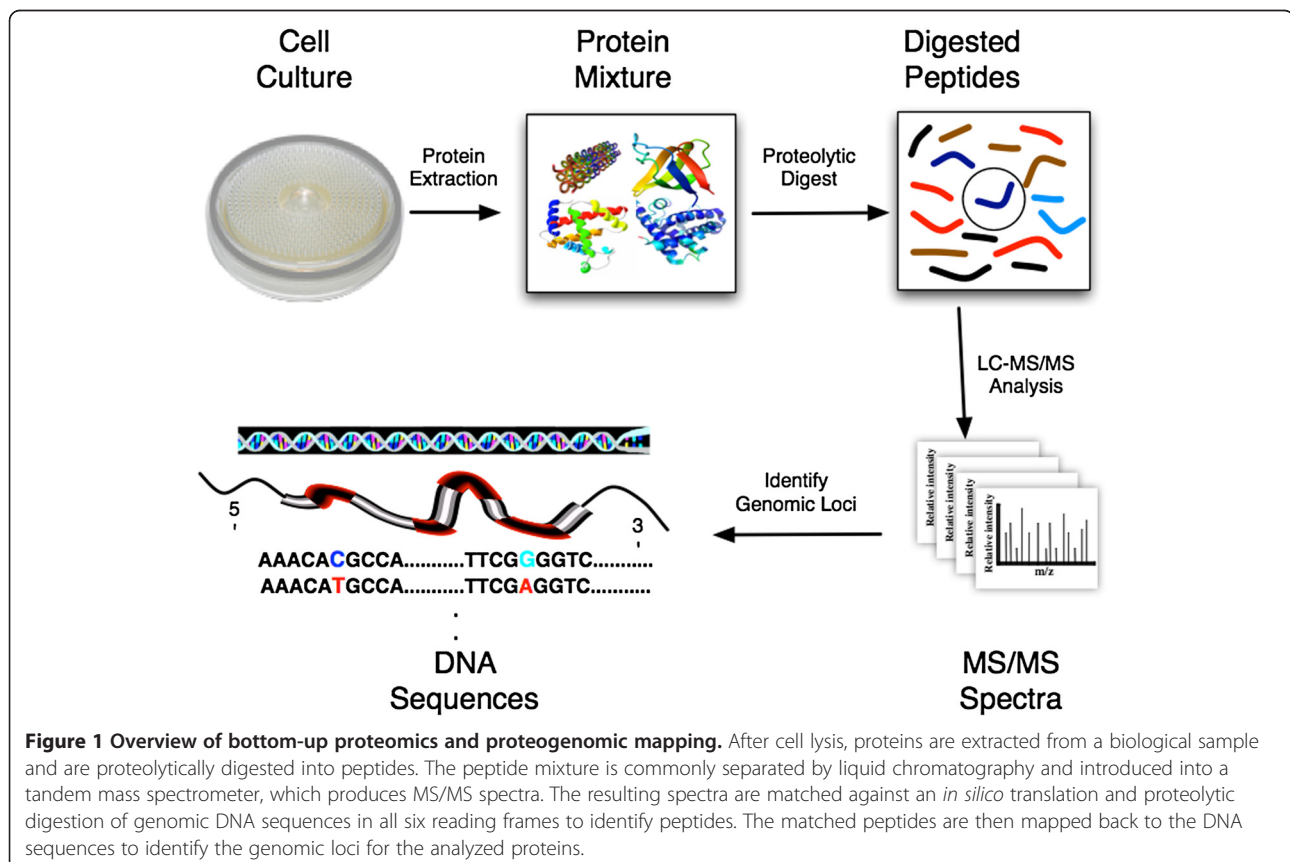 Cell
Culture
Protein
Mixture
Digested
Peptides
Protein
Extraction
Proteolytic
Digest
LC-MS/MS
Analysis
Identify
Genomic Loci
Relative intensity
Relative intensity
Relative intensity
Relative intensity
m/z
5
'
3
'
AAACACGCCA...........TTCGGGGTC...........
AAACATGCCA...........TTCGAGGTC...........
.
.
DNA
Sequences
MS/MS
Spectra
Figure 1 Overview of bottom-up proteomics and proteogenomic mapping. After cell lysis, proteins are extracted from a biological sample
and are proteolytically digested into peptides. The peptide mixture is commonly separated by liquid chromatography and introduced into a
tandem mass spectrometer, which produces MS/MS spectra. The resulting spectra are matched against an in silico translation and proteolytic
digestion of genomic DNA sequences in all six reading frames to identify peptides. The matched peptides are then mapped back to the DNA
sequences to identify the genomic loci for the analyzed proteins.